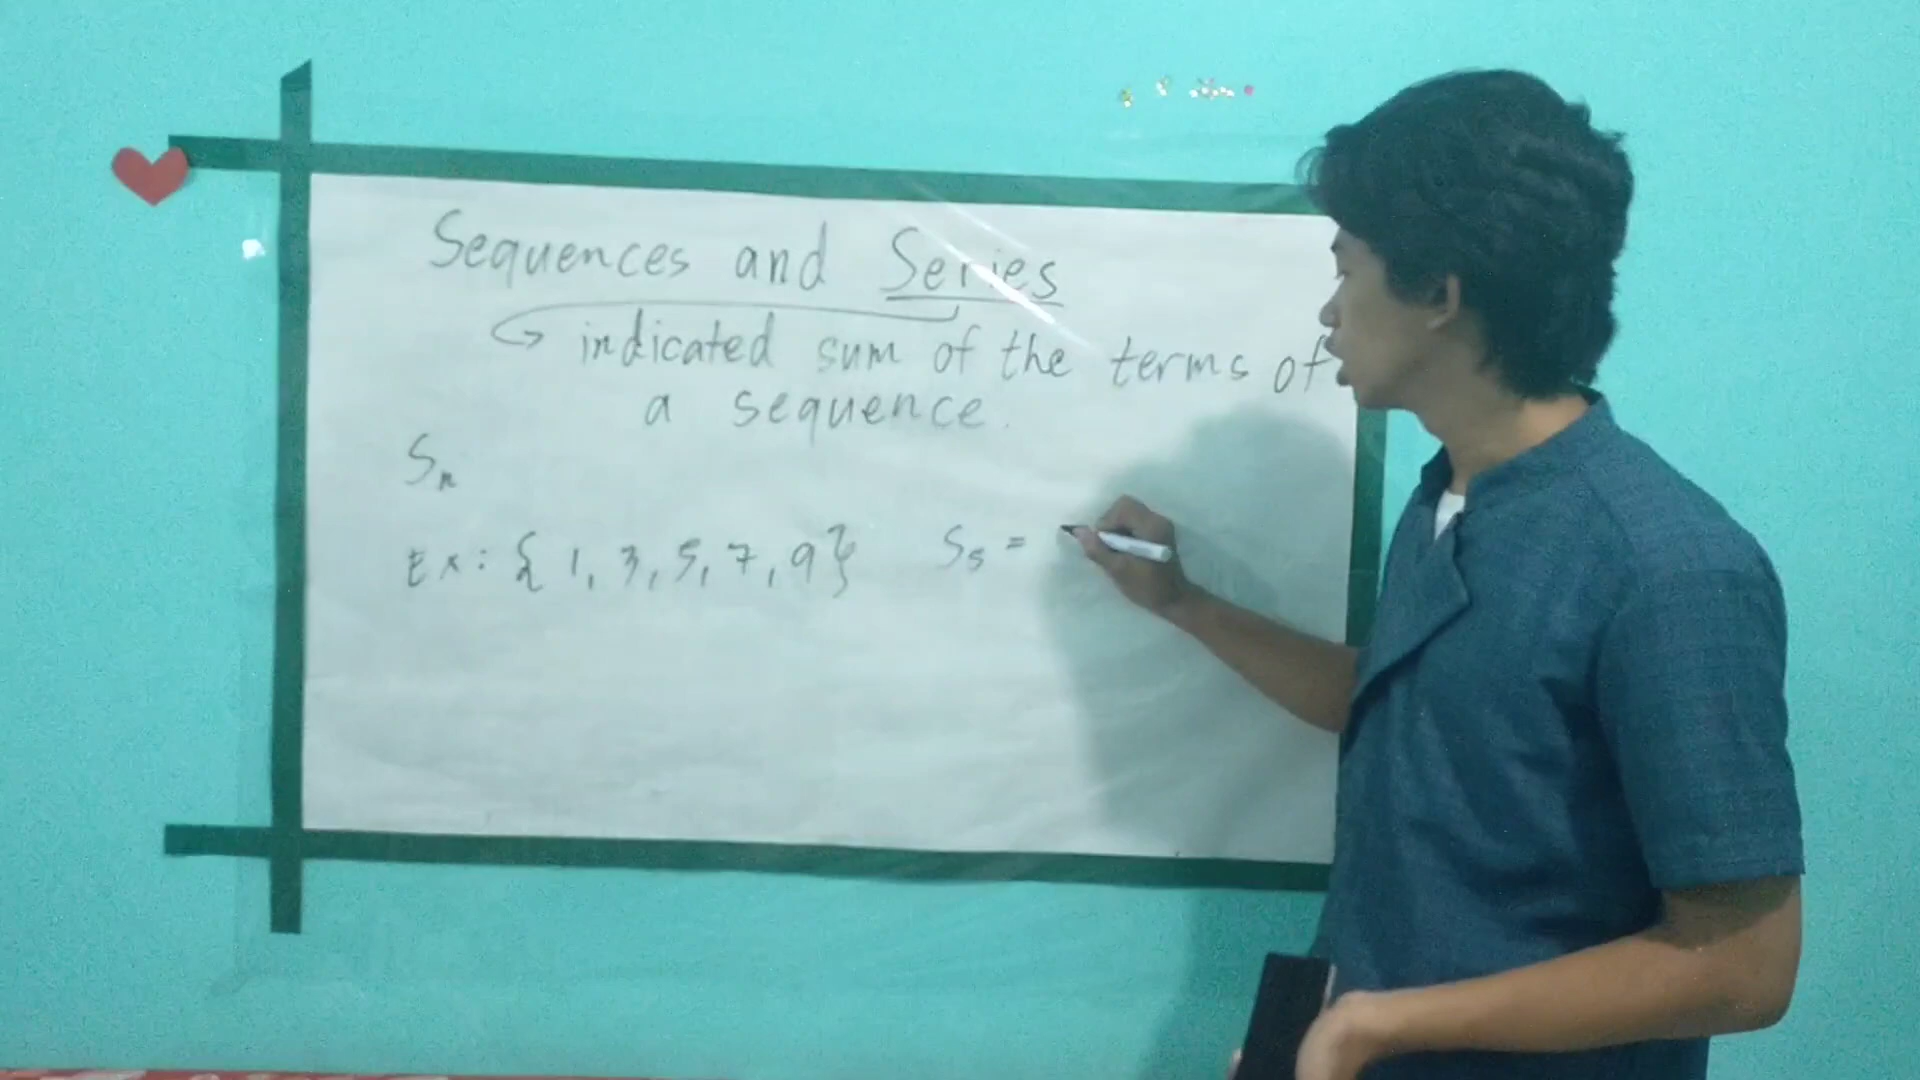 Sequences and Series
indicated sum of the terms of
a sequence.
Sn
Ex: { 1, 3, 5, 7, 9} S5 =